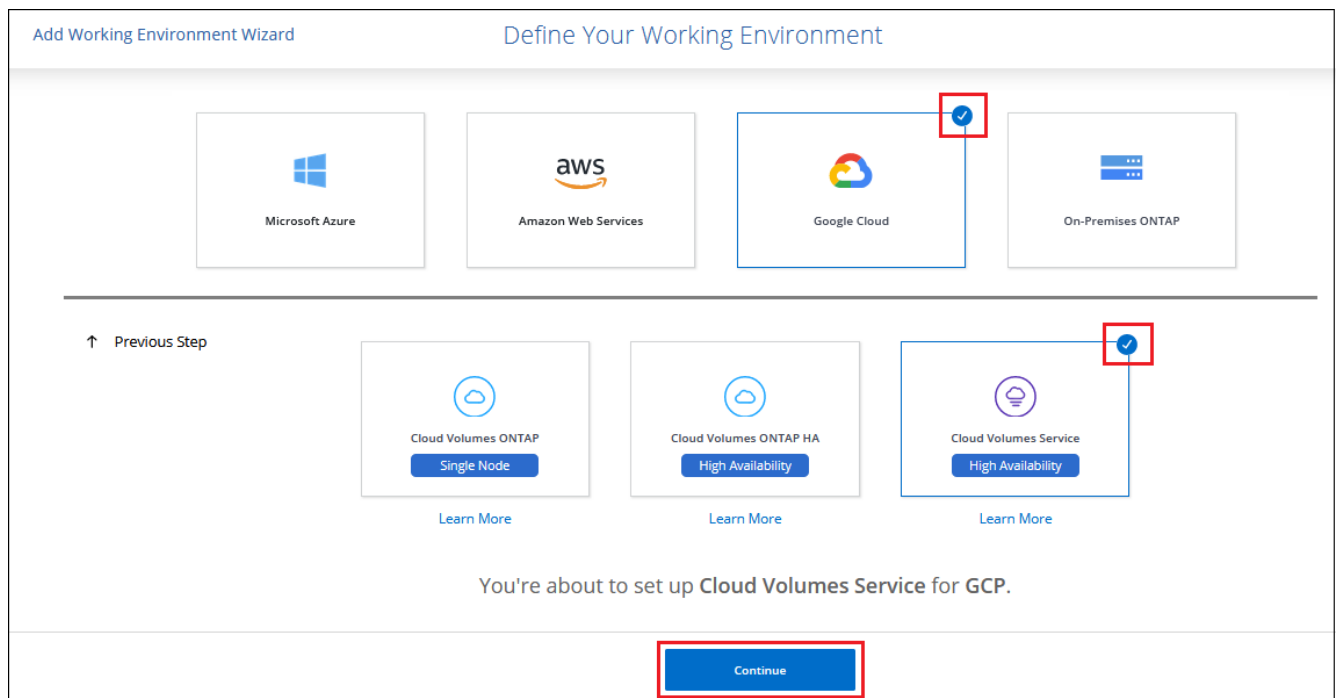 Add Working Environment Wizard
Define Your Working Environment
aws
Microsoft Azure
Amazon Web Services
Google Cloud
On-Premises ONTAP
↑ Previous Step
Cloud Volumes ONTAP
Single Node
Learn More
Cloud Volumes ONTAP HA
High Availability
Learn More
Cloud Volumes Service
High Availability
Learn More
You're about to set up Cloud Volumes Service for GCP.
Continue